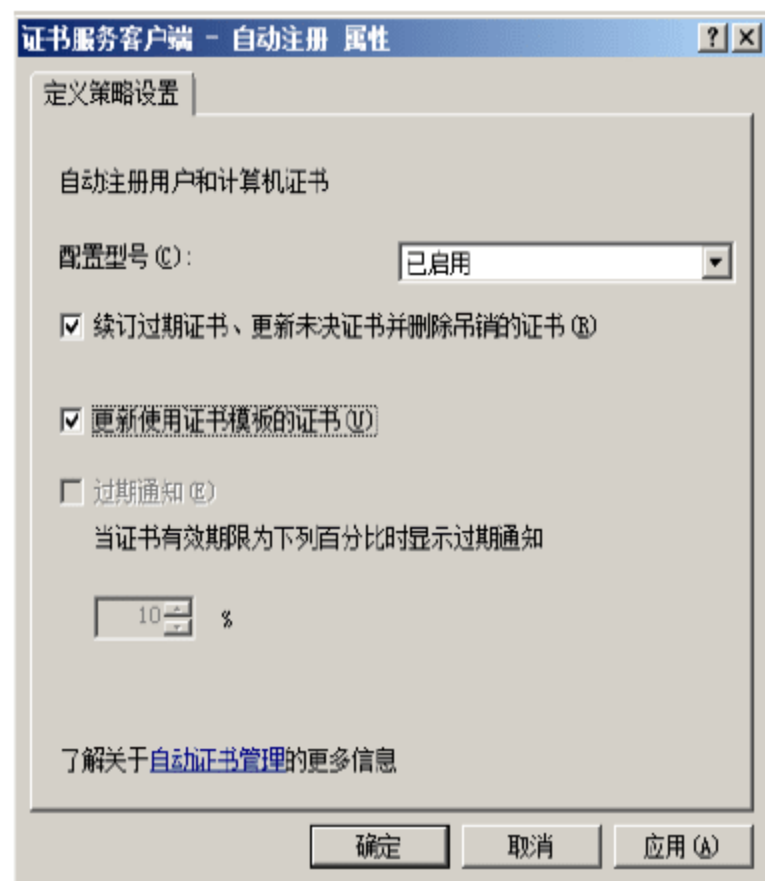 证书服务客户端 - 自动注册 属性
定义策略设置
自动注册用户和计算机证书
配置型号(C): 已启用
续订过期证书、更新未决证书并删除吊销的证书(R)
更新使用证书模板的证书(U)
过期通知(E)
当证书有效期限为下列百分比时显示过期通知
10 %
了解关于自动证书管理的更多信息
确定 取消 应用(A)